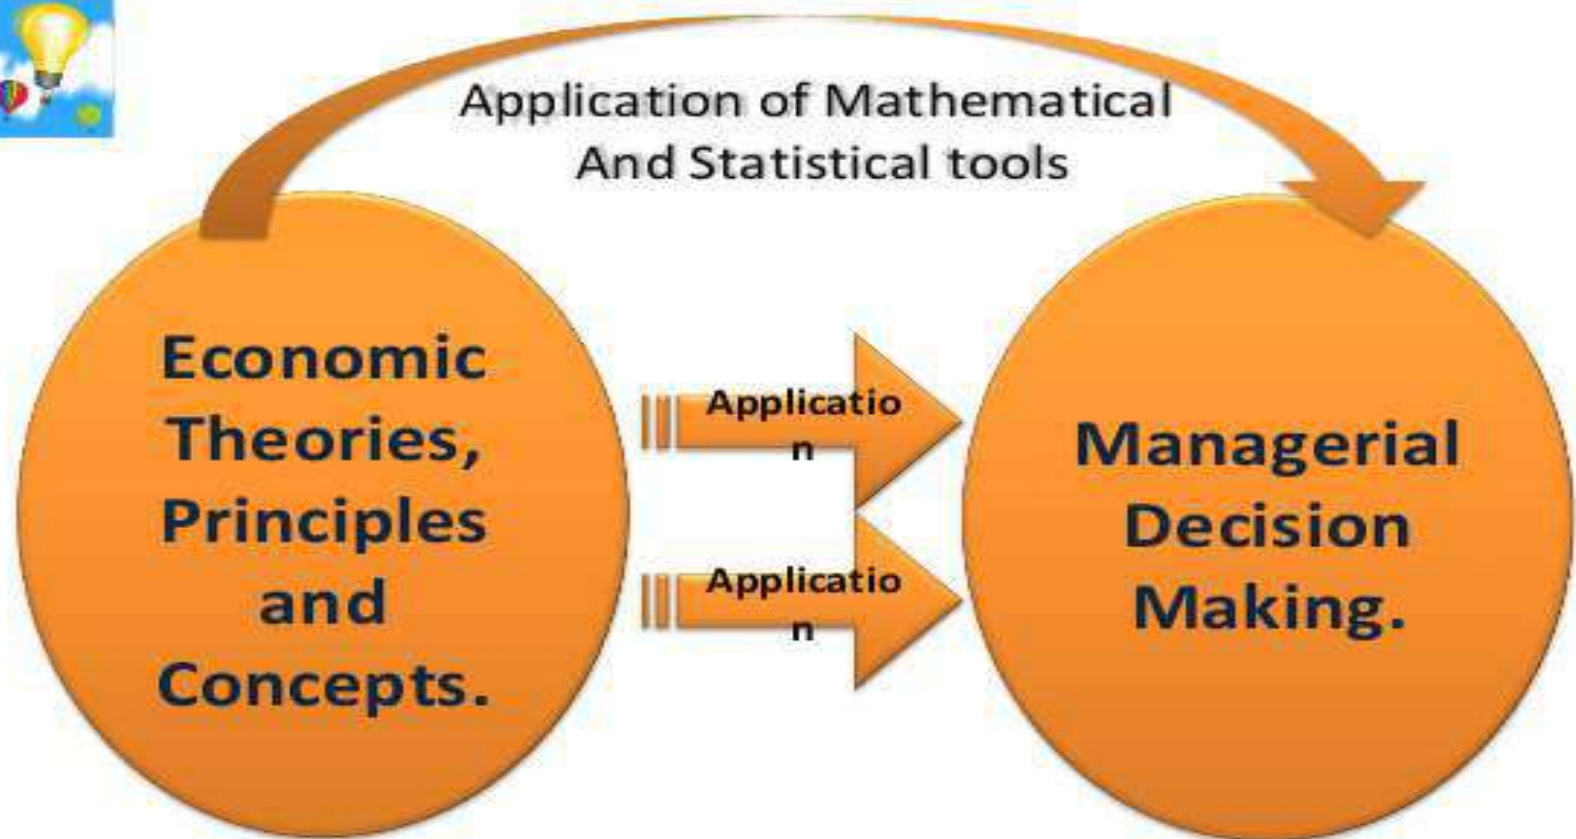 Application of Mathematical
And Statistical tools
Economic
Theories,
Principles
and
Concepts.
Applicatio
n
Applicatio
n
Managerial
Decision
Making.